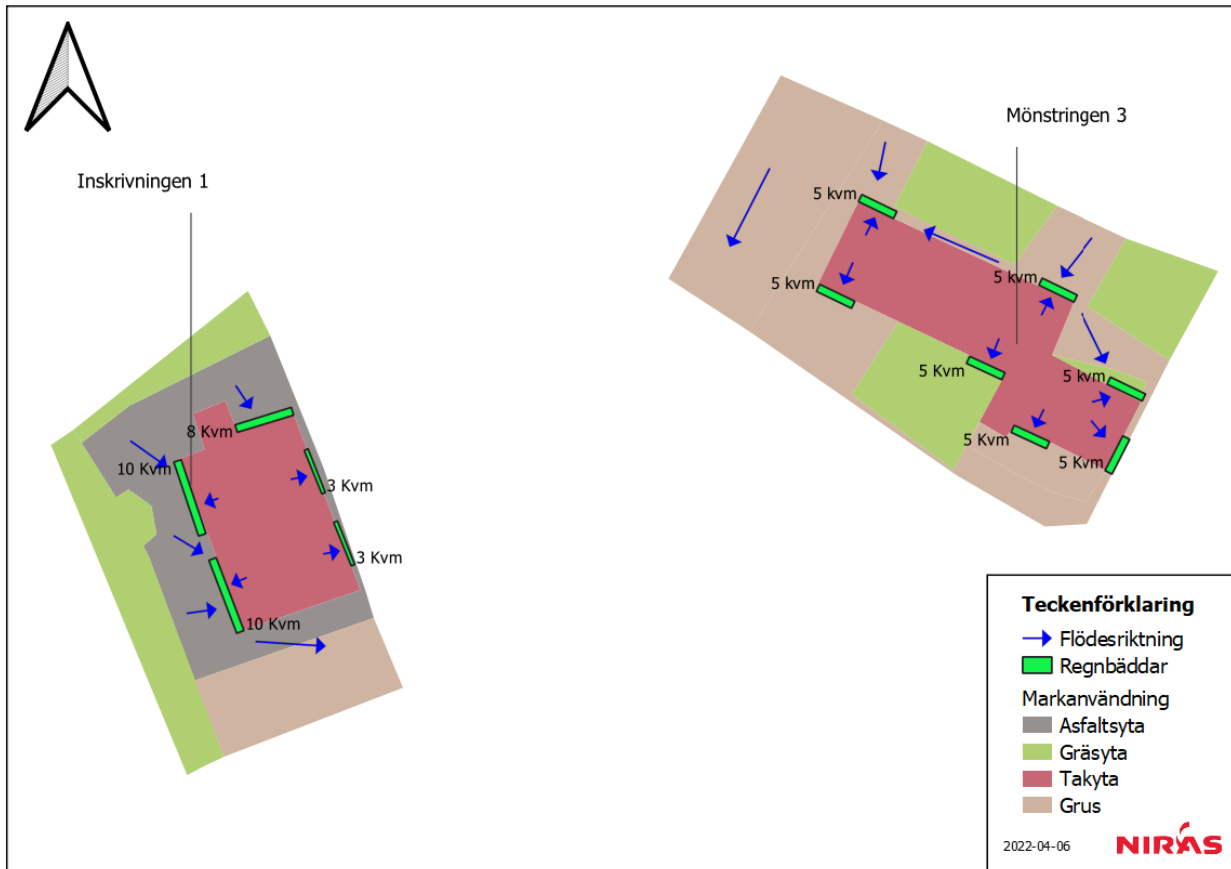 Inskrivningen 1
8 Kvm
10 Kvm
3 Kvm
3 Kvm
10 Kvm
Mönstringen 3
5 kvm
5 kvm
5 kvm
5 Kvm
5 kvm
5 Kvm
5 Kvm
Teckenförklaring
Flödesriktning
Regnbäddar
Markanvändning
Asfaltsyta
Gräsyta
Takyta
Grus
2022-04-06
NIRAS